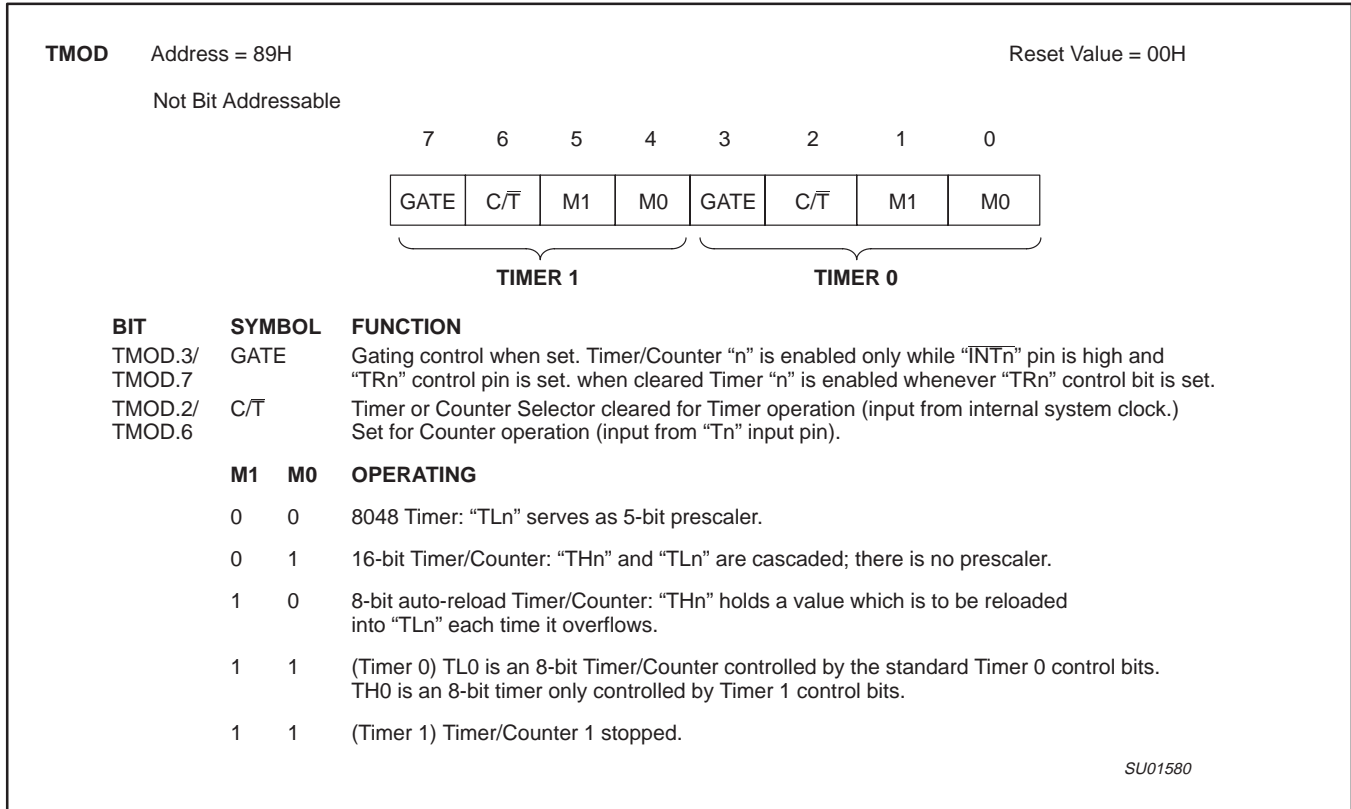 TMOD Address = 89H Reset Value = 00H
Not Bit Addressable
7 6 5 4 3 2 1 0
GATE C/T̅ M1 M0 GATE C/T̅ M1 M0
TIMER 1 TIMER 0
BIT SYMBOL FUNCTION
TMOD.3/ GATE Gating control when set. Timer/Counter “n” is enabled only while “I̅N̅T̅n̅” pin is high and
TMOD.7 “TRn” control pin is set. when cleared Timer “n” is enabled whenever “TRn” control bit is set.
TMOD.2/ C/T̅ Timer or Counter Selector cleared for Timer operation (input from internal system clock.)
TMOD.6 Set for Counter operation (input from “Tn” input pin).
M1 M0 OPERATING
0 0 8048 Timer: “TLn” serves as 5-bit prescaler.
0 1 16-bit Timer/Counter: “THn” and “TLn” are cascaded; there is no prescaler.
1 0 8-bit auto-reload Timer/Counter: “THn” holds a value which is to be reloaded
into “TLn” each time it overflows.
1 1 (Timer 0) TL0 is an 8-bit Timer/Counter controlled by the standard Timer 0 control bits.
TH0 is an 8-bit timer only controlled by Timer 1 control bits.
1 1 (Timer 1) Timer/Counter 1 stopped.
SU01580